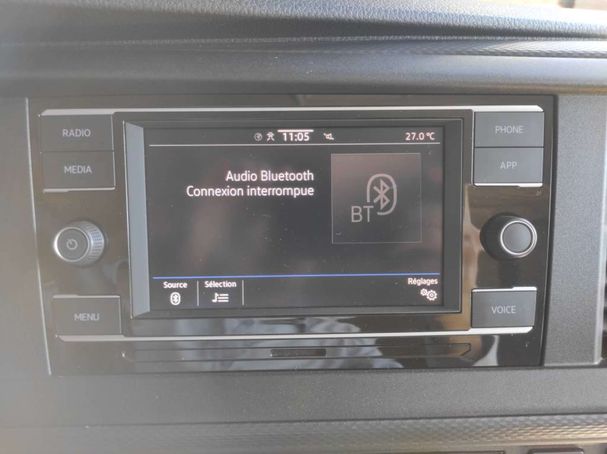 RADIO
MEDIA
MENU
PHONE
APP
VOICE
11:05
27.0 °C
Audio Bluetooth
Connexion interrompue
BT
Source
Sélection
Réglages